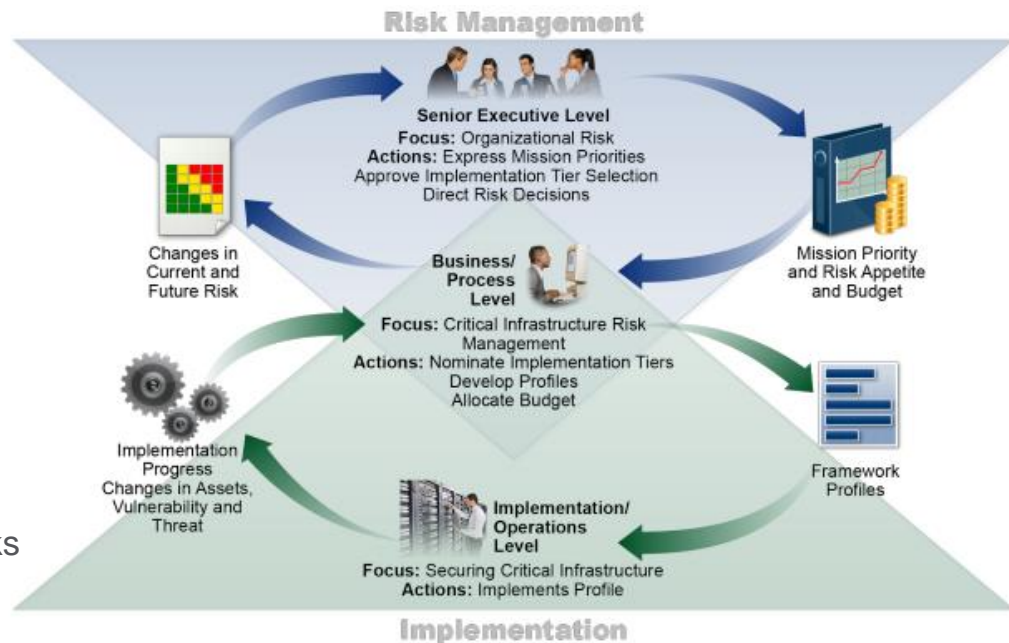 Risk Management
Senior Executive Level
Focus: Organizational Risk
Actions: Express Mission Priorities
Approve Implementation Tier Selection
Direct Risk Decisions
Changes in
Current and
Future Risk
Mission Priority
and Risk Appetite
and Budget
Business/
Process
Level
Focus: Critical Infrastructure Risk
Management
Actions: Nominate Implementation Tiers
Develop Profiles
Allocate Budget
Implementation
Progress
Changes in Assets,
Vulnerability and
Threat
Framework
Profiles
ks
Implementation/
Operations
Level
Focus: Securing Critical Infrastructure
Actions: Implements Profile
Implementation